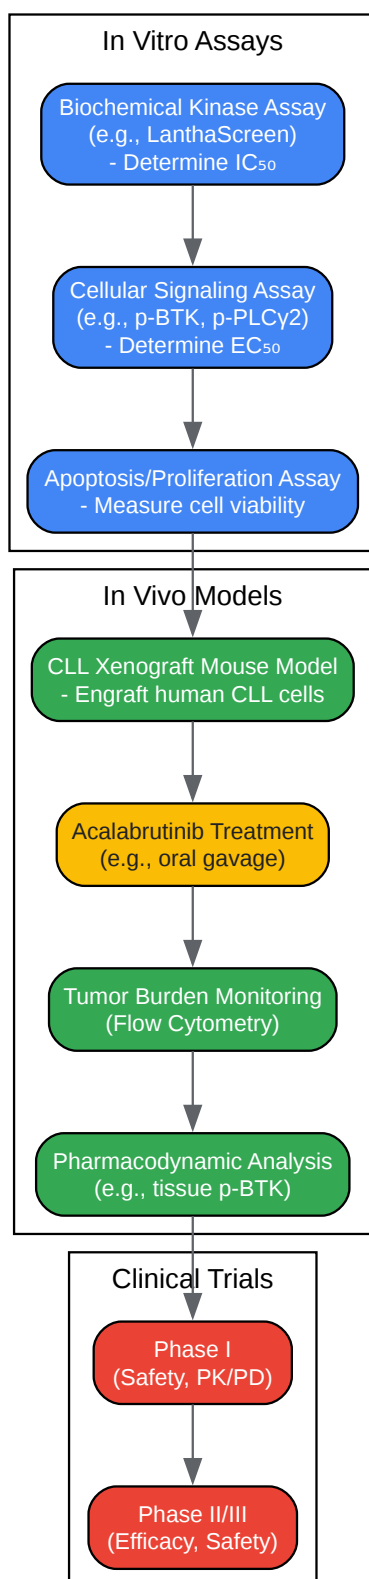 In Vitro Assays
Biochemical Kinase Assay
(e.g., LanthaScreen)
- Determine IC₅₀
Cellular Signaling Assay
(e.g., p-BTK, p-PLCγ2)
- Determine EC₅₀
Apoptosis/Proliferation Assay
- Measure cell viability
In Vivo Models
CLL Xenograft Mouse Model
- Engraft human CLL cells
Acalabrutinib Treatment
(e.g., oral gavage)
Tumor Burden Monitoring
(Flow Cytometry)
Pharmacodynamic Analysis
(e.g., tissue p-BTK)
Clinical Trials
Phase I
(Safety, PK/PD)
Phase II/III
(Efficacy, Safety)